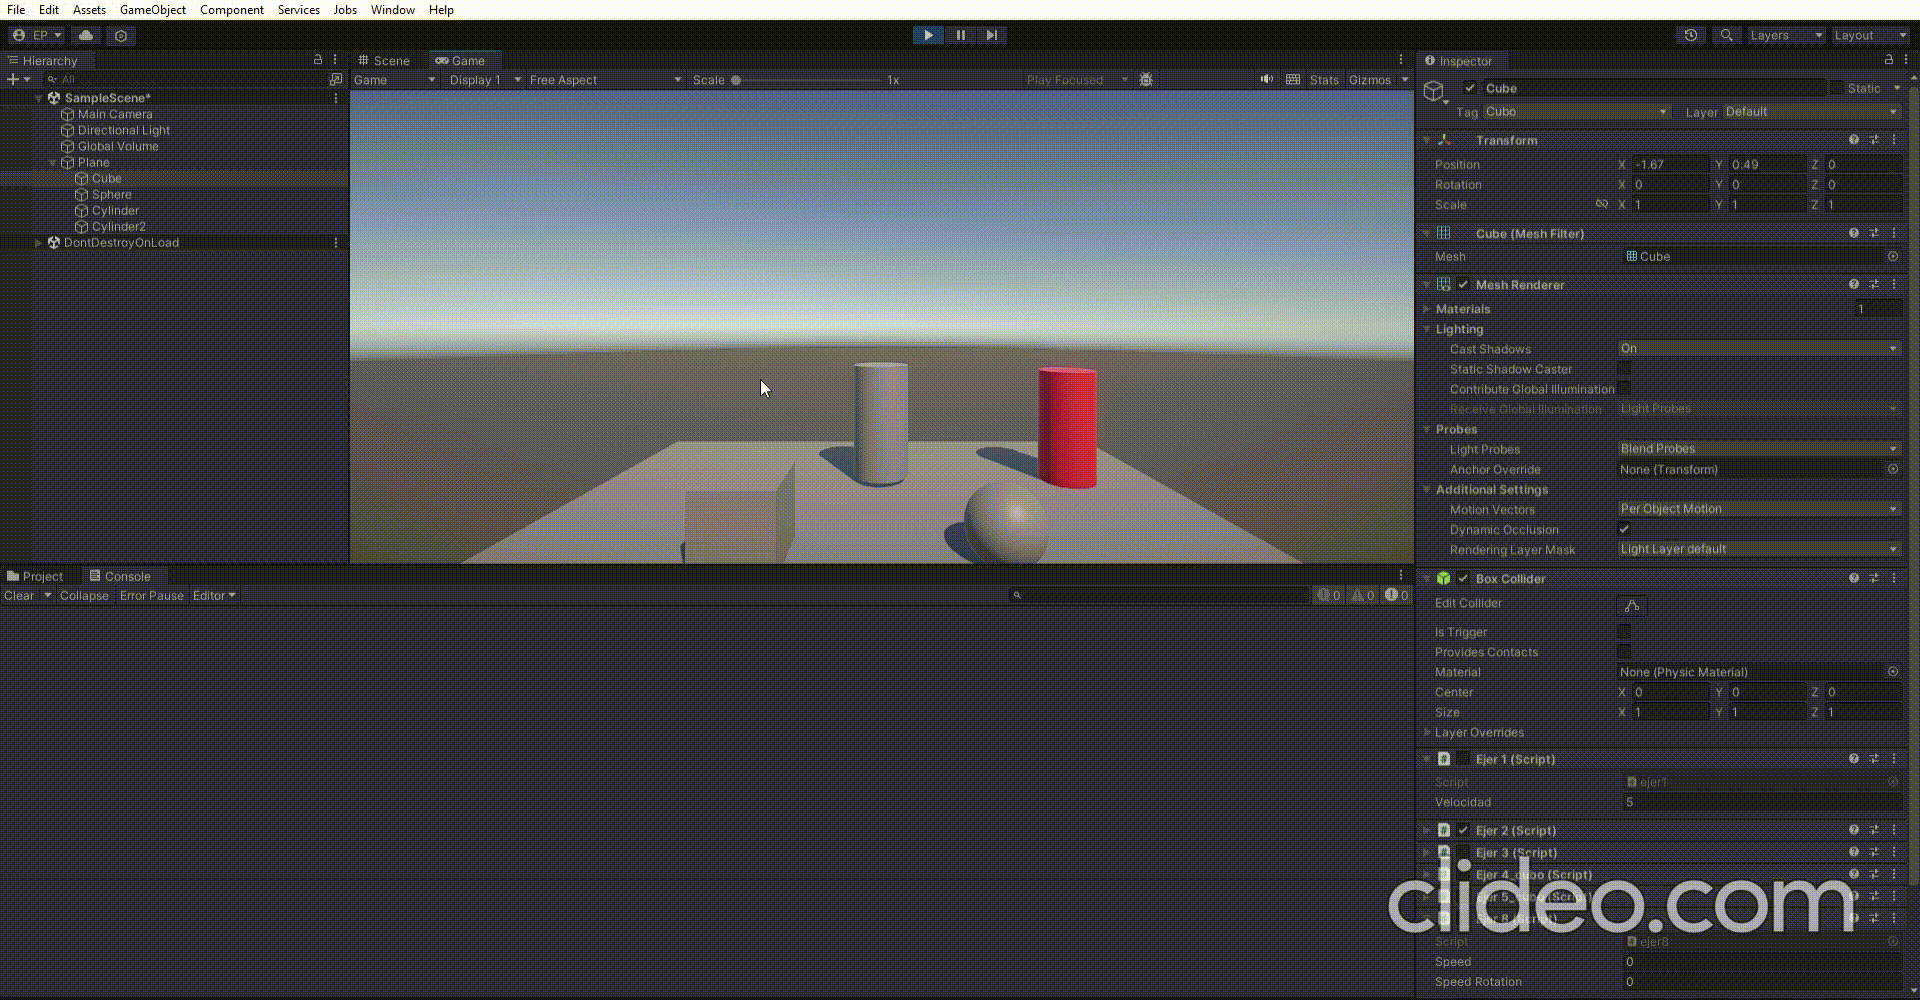 File Edit Assets GameObject Component Services Jobs Window Help
EP Layers Layout
Hierarchy
All
SampleScene*
Main Camera
Directional Light
Global Volume
Plane
Cube
Sphere
Cylinder
Cylinder2
DontDestroyOnLoad
Scene Game
Game Display 1 Free Aspect Scale 1x Play Focused Stats Gizmos
Project Console
Clear Collapse Error Pause Editor 0 0 0
Inspector
Cube Static
Tag Cubo Layer Default
Transform
Position X -1.67 Y 0.49 Z 0
Rotation X 0 Y 0 Z 0
Scale X 1 Y 1 Z 1
Cube (Mesh Filter)
Mesh Cube
Mesh Renderer
Materials 1
Lighting
Cast Shadows On
Static Shadow Caster
Contribute Global Illumination
Receive Global Illumination Light Probes
Probes
Light Probes Blend Probes
Anchor Override None (Transform)
Additional Settings
Motion Vectors Per Object Motion
Dynamic Occlusion
Rendering Layer Mask Light Layer default
Box Collider
Edit Collider
Is Trigger
Provides Contacts
Material None (Physic Material)
Center X 0 Y 0 Z 0
Size X 1 Y 1 Z 1
Layer Overrides
Ejer 1 (Script)
Script ejer1
Velocidad 5
Ejer 2 (Script)
Ejer 3 (Script)
Ejer 4_cubo (Script)
Ejer 5_cubo (Script)
Ejer 8 (Script)
Script ejer8
Speed 0
Speed Rotation 0
clideo.com